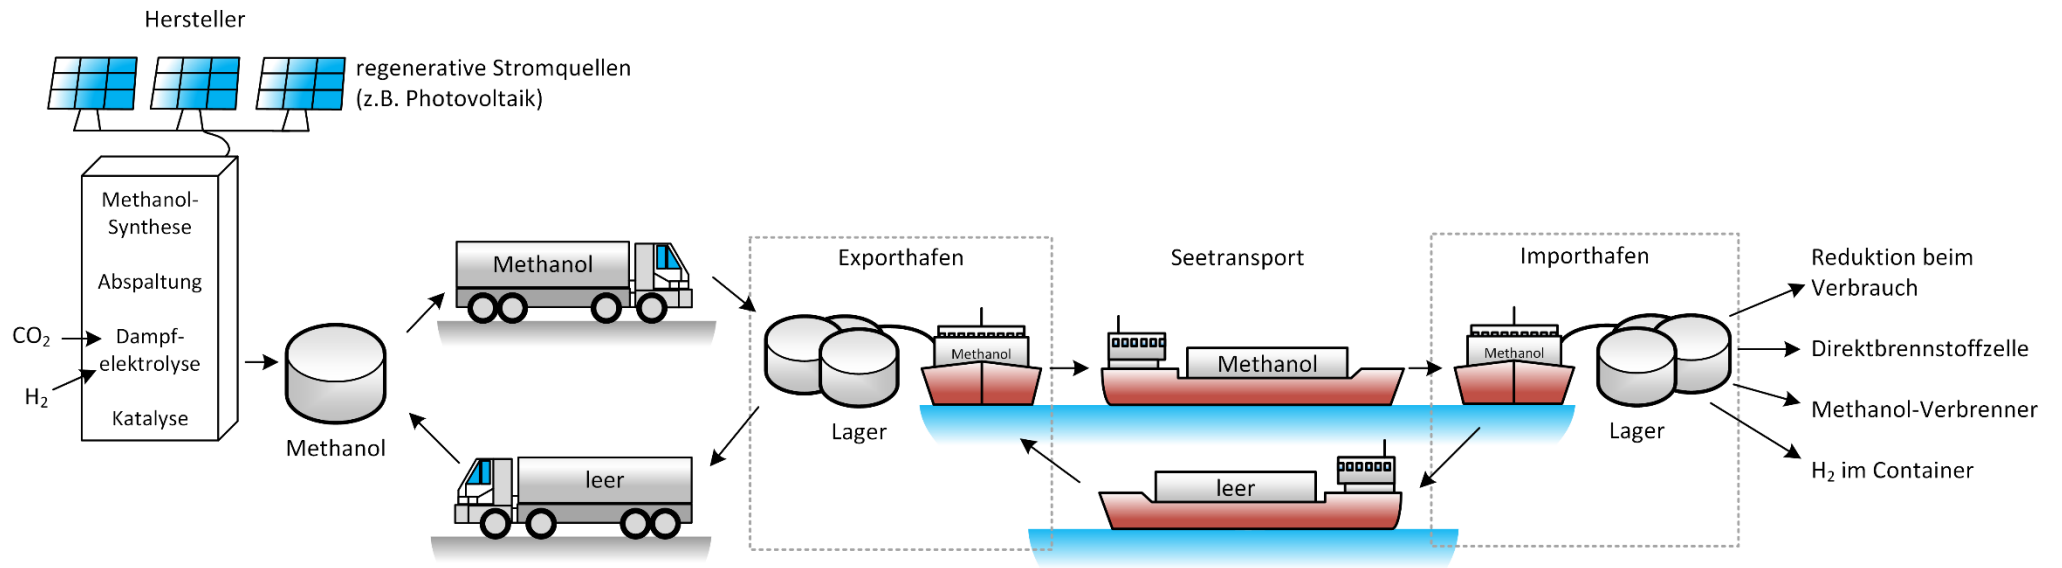 Hersteller
regenerative Stromquellen
(z.B. Photovoltaik)
Methanol-
Synthese
Abspaltung
CO₂
Dampf-
elektrolyse
H₂
Katalyse
Methanol
Methanol
leer
Exporthafen
Methanol
Lager
Seetransport
Methanol
leer
Importhafen
Methanol
Lager
Reduktion beim
Verbrauch
Direktbrennstoffzelle
Methanol-Verbrenner
H₂ im Container